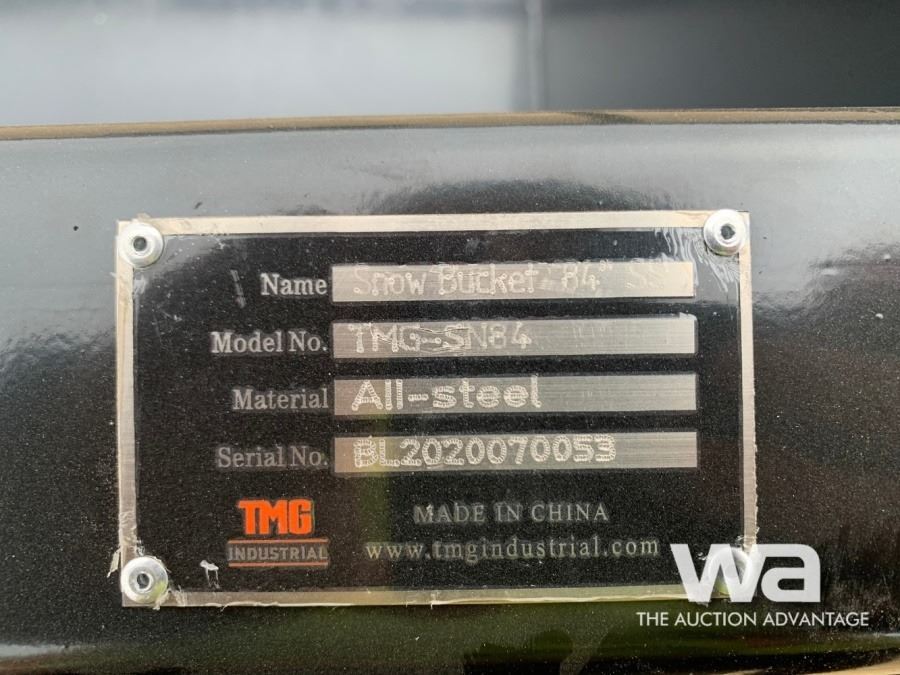 Name Snow Bucket 84" SS
Model No. TMG-SN84
Material All-steel
Serial No. BL2020070053
TMG
INDUSTRIAL
MADE IN CHINA
www.tmgindustrial.com
wa
THE AUCTION ADVANTAGE